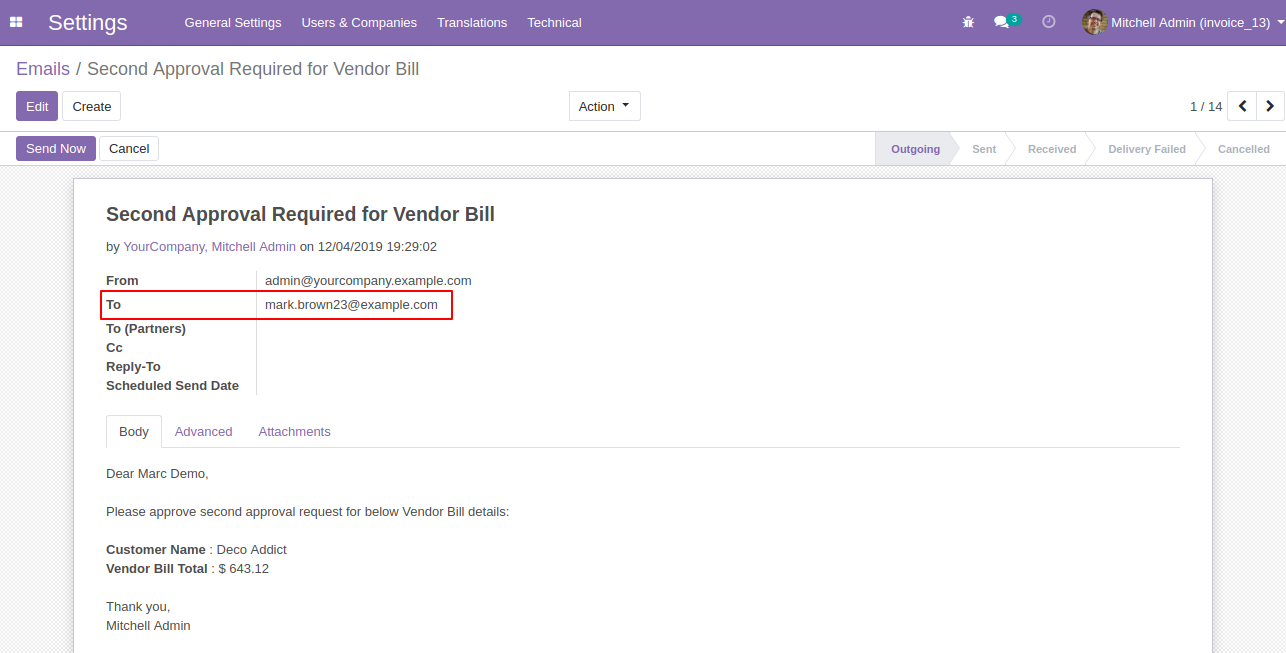 Settings General Settings Users & Companies Translations Technical 3 Mitchell Admin (invoice_13)
Emails / Second Approval Required for Vendor Bill
Edit Create Action 1 / 14
Send Now Cancel Outgoing Sent Received Delivery Failed Cancelled
Second Approval Required for Vendor Bill
by YourCompany, Mitchell Admin on 12/04/2019 19:29:02
From admin@yourcompany.example.com
To mark.brown23@example.com
To (Partners)
Cc
Reply-To
Scheduled Send Date
Body Advanced Attachments
Dear Marc Demo,
Please approve second approval request for below Vendor Bill details:
Customer Name : Deco Addict
Vendor Bill Total : $ 643.12
Thank you,
Mitchell Admin